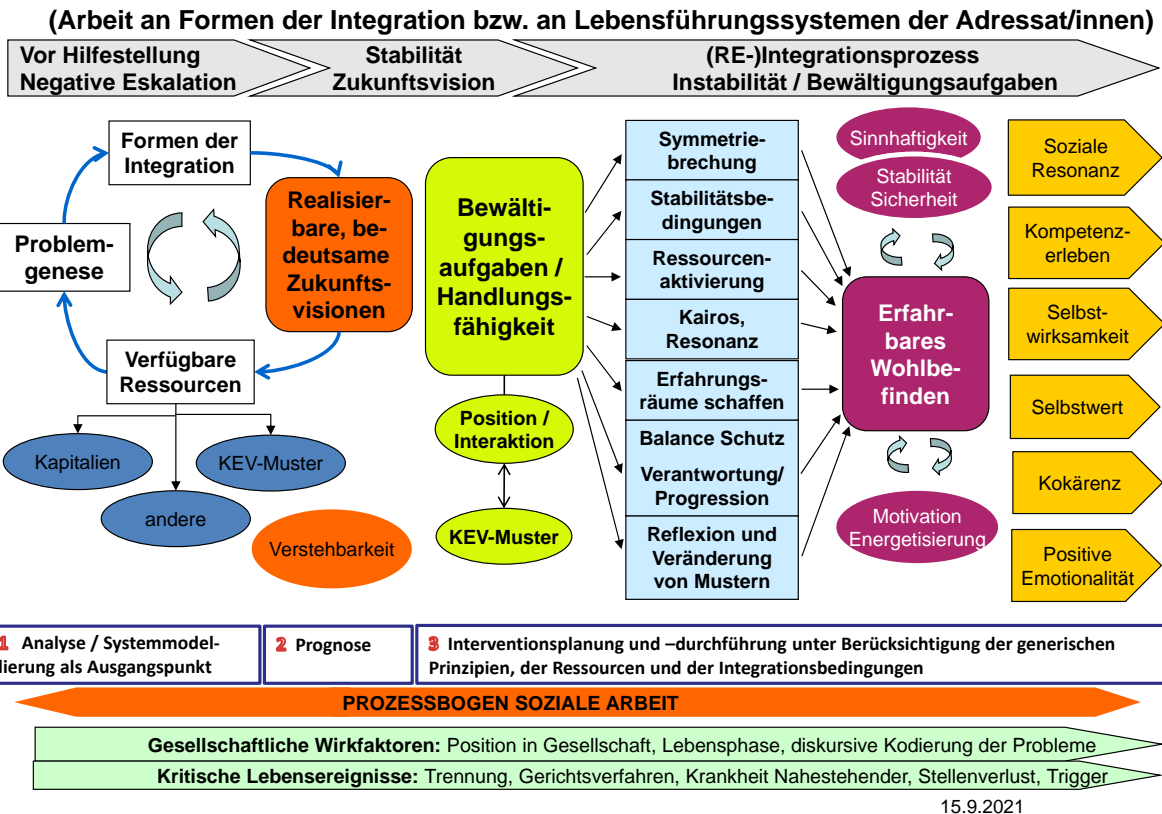 (Arbeit an Formen der Integration bzw. an Lebensführungssystemen der Adressat/innen)
Vor Hilfestellung
Negative Eskalation
Stabilität
Zukunftsvision
(RE-)Integrationsprozess
Instabilität / Bewältigungsaufgaben
Formen der
Integration
Problem-
genese
Realisier-
bare, be-
deutsame
Zukunfts-
visionen
Verfügbare
Ressourcen
Kapitalien
KEV-Muster
andere
Verstehbarkeit
Bewälti-
gungs-
aufgaben /
Handlungs-
fähigkeit
Position /
Interaktion
KEV-Muster
Symmetrie-
brechung
Stabilitätsbe-
dingungen
Ressourcen-
aktivierung
Kairos,
Resonanz
Erfahrungs-
räume schaffen
Balance Schutz
Verantwortung/
Progression
Reflexion und
Veränderung
von Mustern
Sinnhaftigkeit
Stabilität
Sicherheit
Erfahr-
bares
Wohlbe-
finden
Motivation
Energetisierung
Soziale
Resonanz
Kompetenz-
erleben
Selbst-
wirksamkeit
Selbstwert
Kokärenz
Positive
Emotionalität
1 Analyse / Systemmodel-
lierung als Ausgangspunkt
2 Prognose
3 Interventionsplanung und –durchführung unter Berücksichtigung der generischen
Prinzipien, der Ressourcen und der Integrationsbedingungen
PROZESSBOGEN SOZIALE ARBEIT
Gesellschaftliche Wirkfaktoren: Position in Gesellschaft, Lebensphase, diskursive Kodierung der Probleme
Kritische Lebensereignisse: Trennung, Gerichtsverfahren, Krankheit Nahestehender, Stellenverlust, Trigger
15.9.2021